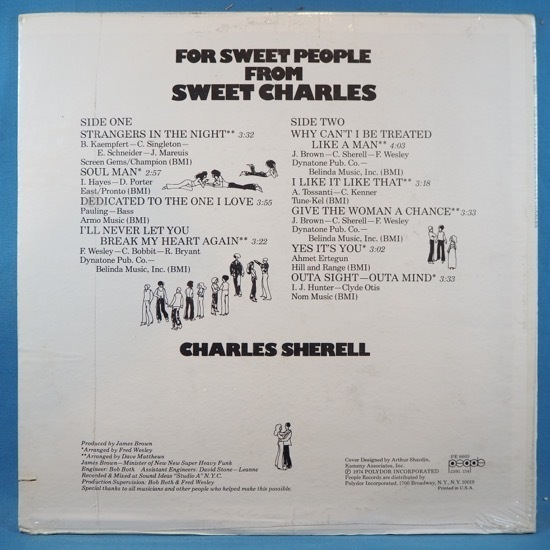 FOR SWEET PEOPLE
FROM
SWEET CHARLES
SIDE ONE
STRANGERS IN THE NIGHT** 3:32
B. Kaempfert—C. Singleton—
E. Schneider—J. Mareuis
Screen Gems/Champion (BMI)
SOUL MAN* 2:57
I. Hayes—D. Porter
East/Pronto (BMI)
DEDICATED TO THE ONE I LOVE 3:55
Pauling—Bass
Armo Music (BMI)
I'LL NEVER LET YOU
BREAK MY HEART AGAIN** 3:22
F. Wesley—C. Bobbit—R. Bryant
Dynatone Pub. Co.—
Belinda Music, Inc. (BMI)
SIDE TWO
WHY CAN'T I BE TREATED
LIKE A MAN** 4:03
J. Brown—C. Sherell—F. Wesley
Dynatone Pub. Co.—
Belinda Music, Inc. (BMI)
I LIKE IT LIKE THAT** 3:18
A. Tossanti—C. Kenner
Tune-Kel (BMI)
GIVE THE WOMAN A CHANCE** 3:33
J. Brown—C. Sherell—F. Wesley
Dynatone Pub. Co.—
Belinda Music, Inc. (BMI)
YES IT'S YOU* 3:02
Ahmet Ertegun
Hill and Range (BMI)
OUTA SIGHT—OUTA MIND* 3:33
I. J. Hunter—Clyde Otis
Nom Music (BMI)
CHARLES SHERELL
Produced by James Brown
*Arranged by Fred Wesley
**Arranged by Dave Matthews
James Brown—Minister of New New Super Heavy Funk
Engineer: Bob Both Assistant Engineers: David Stone—Leanne
Recorded & Mixed at Sound Ideas "Studio A" N.Y.C.
Production Supervision: Bob Both & Fred Wesley
Special thanks to all musicians and other people who helped make this possible.
Cover Designed by Arthur Shardin,
Kammy Associates, Inc.
© 1974 POLYDOR INCORPORATED
People Records are distributed by
Polydor Incorporated, 1700 Broadway, N.Y., N.Y. 10019
Printed in U.S.A.
PE 6603
people